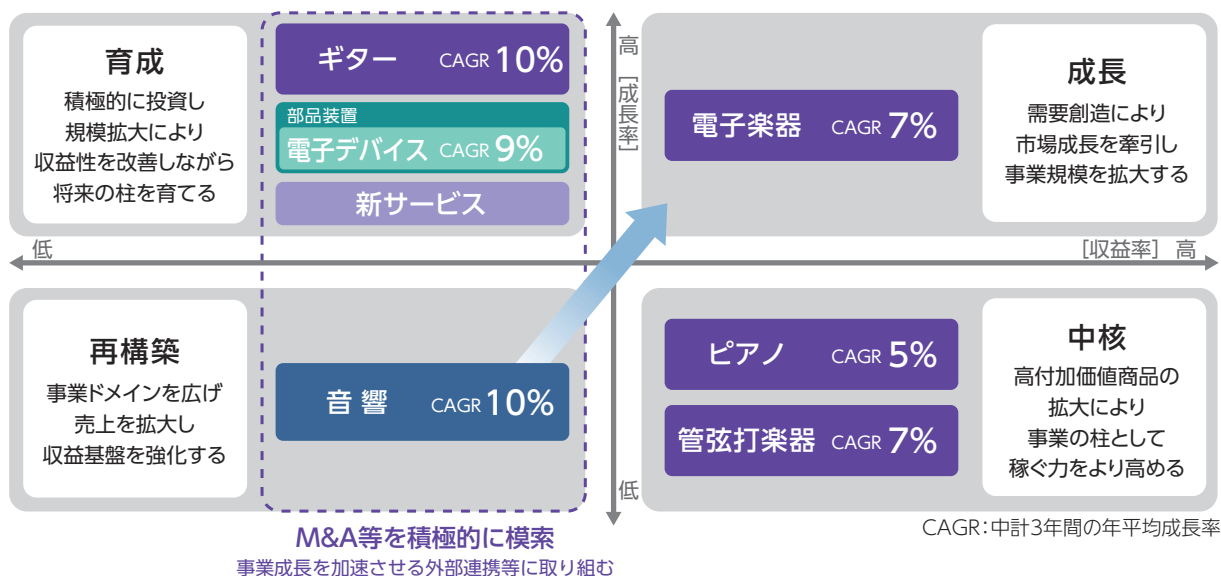 育成
積極的に投資し
規模拡大により
収益性を改善しながら
将来の柱を育てる
ギター CAGR 10%
部品装置
電子デバイス CAGR 9%
新サービス
高
[成長率]
電子楽器 CAGR 7%
成長
需要創造により
市場成長を牽引し
事業規模を拡大する
低
[収益率] 高
再構築
事業ドメインを広げ
売上を拡大し
収益基盤を強化する
音響 CAGR 10%
ピアノ CAGR 5%
管弦打楽器 CAGR 7%
中核
高付加価値商品の
拡大により
事業の柱として
稼ぐ力をより高める
低
M&A等を積極的に模索
事業成長を加速させる外部連携等に取り組む
CAGR:中計3年間の年平均成長率